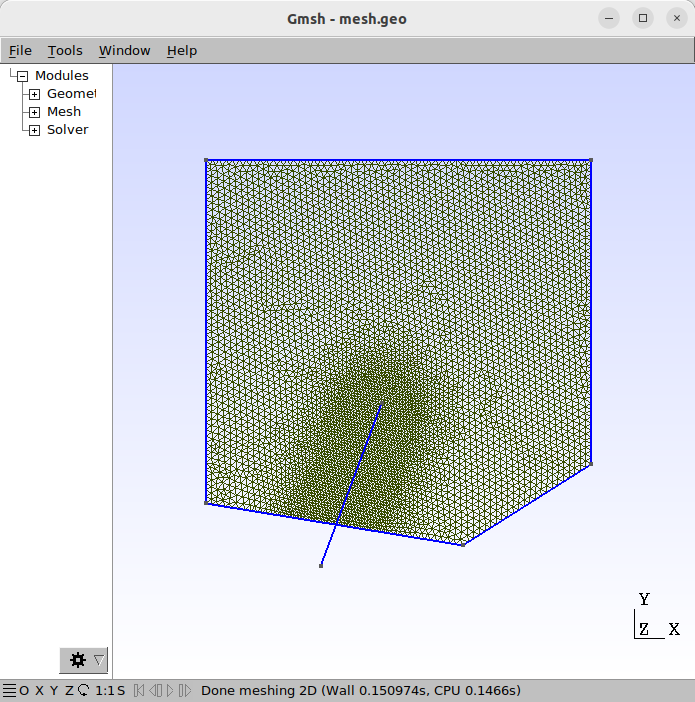 Gmsh - mesh.geo
File Tools Window Help
Modules
Geomet
Mesh
Solver
Y
Z X
O X Y Z 1:1 S Done meshing 2D (Wall 0.150974s, CPU 0.1466s)